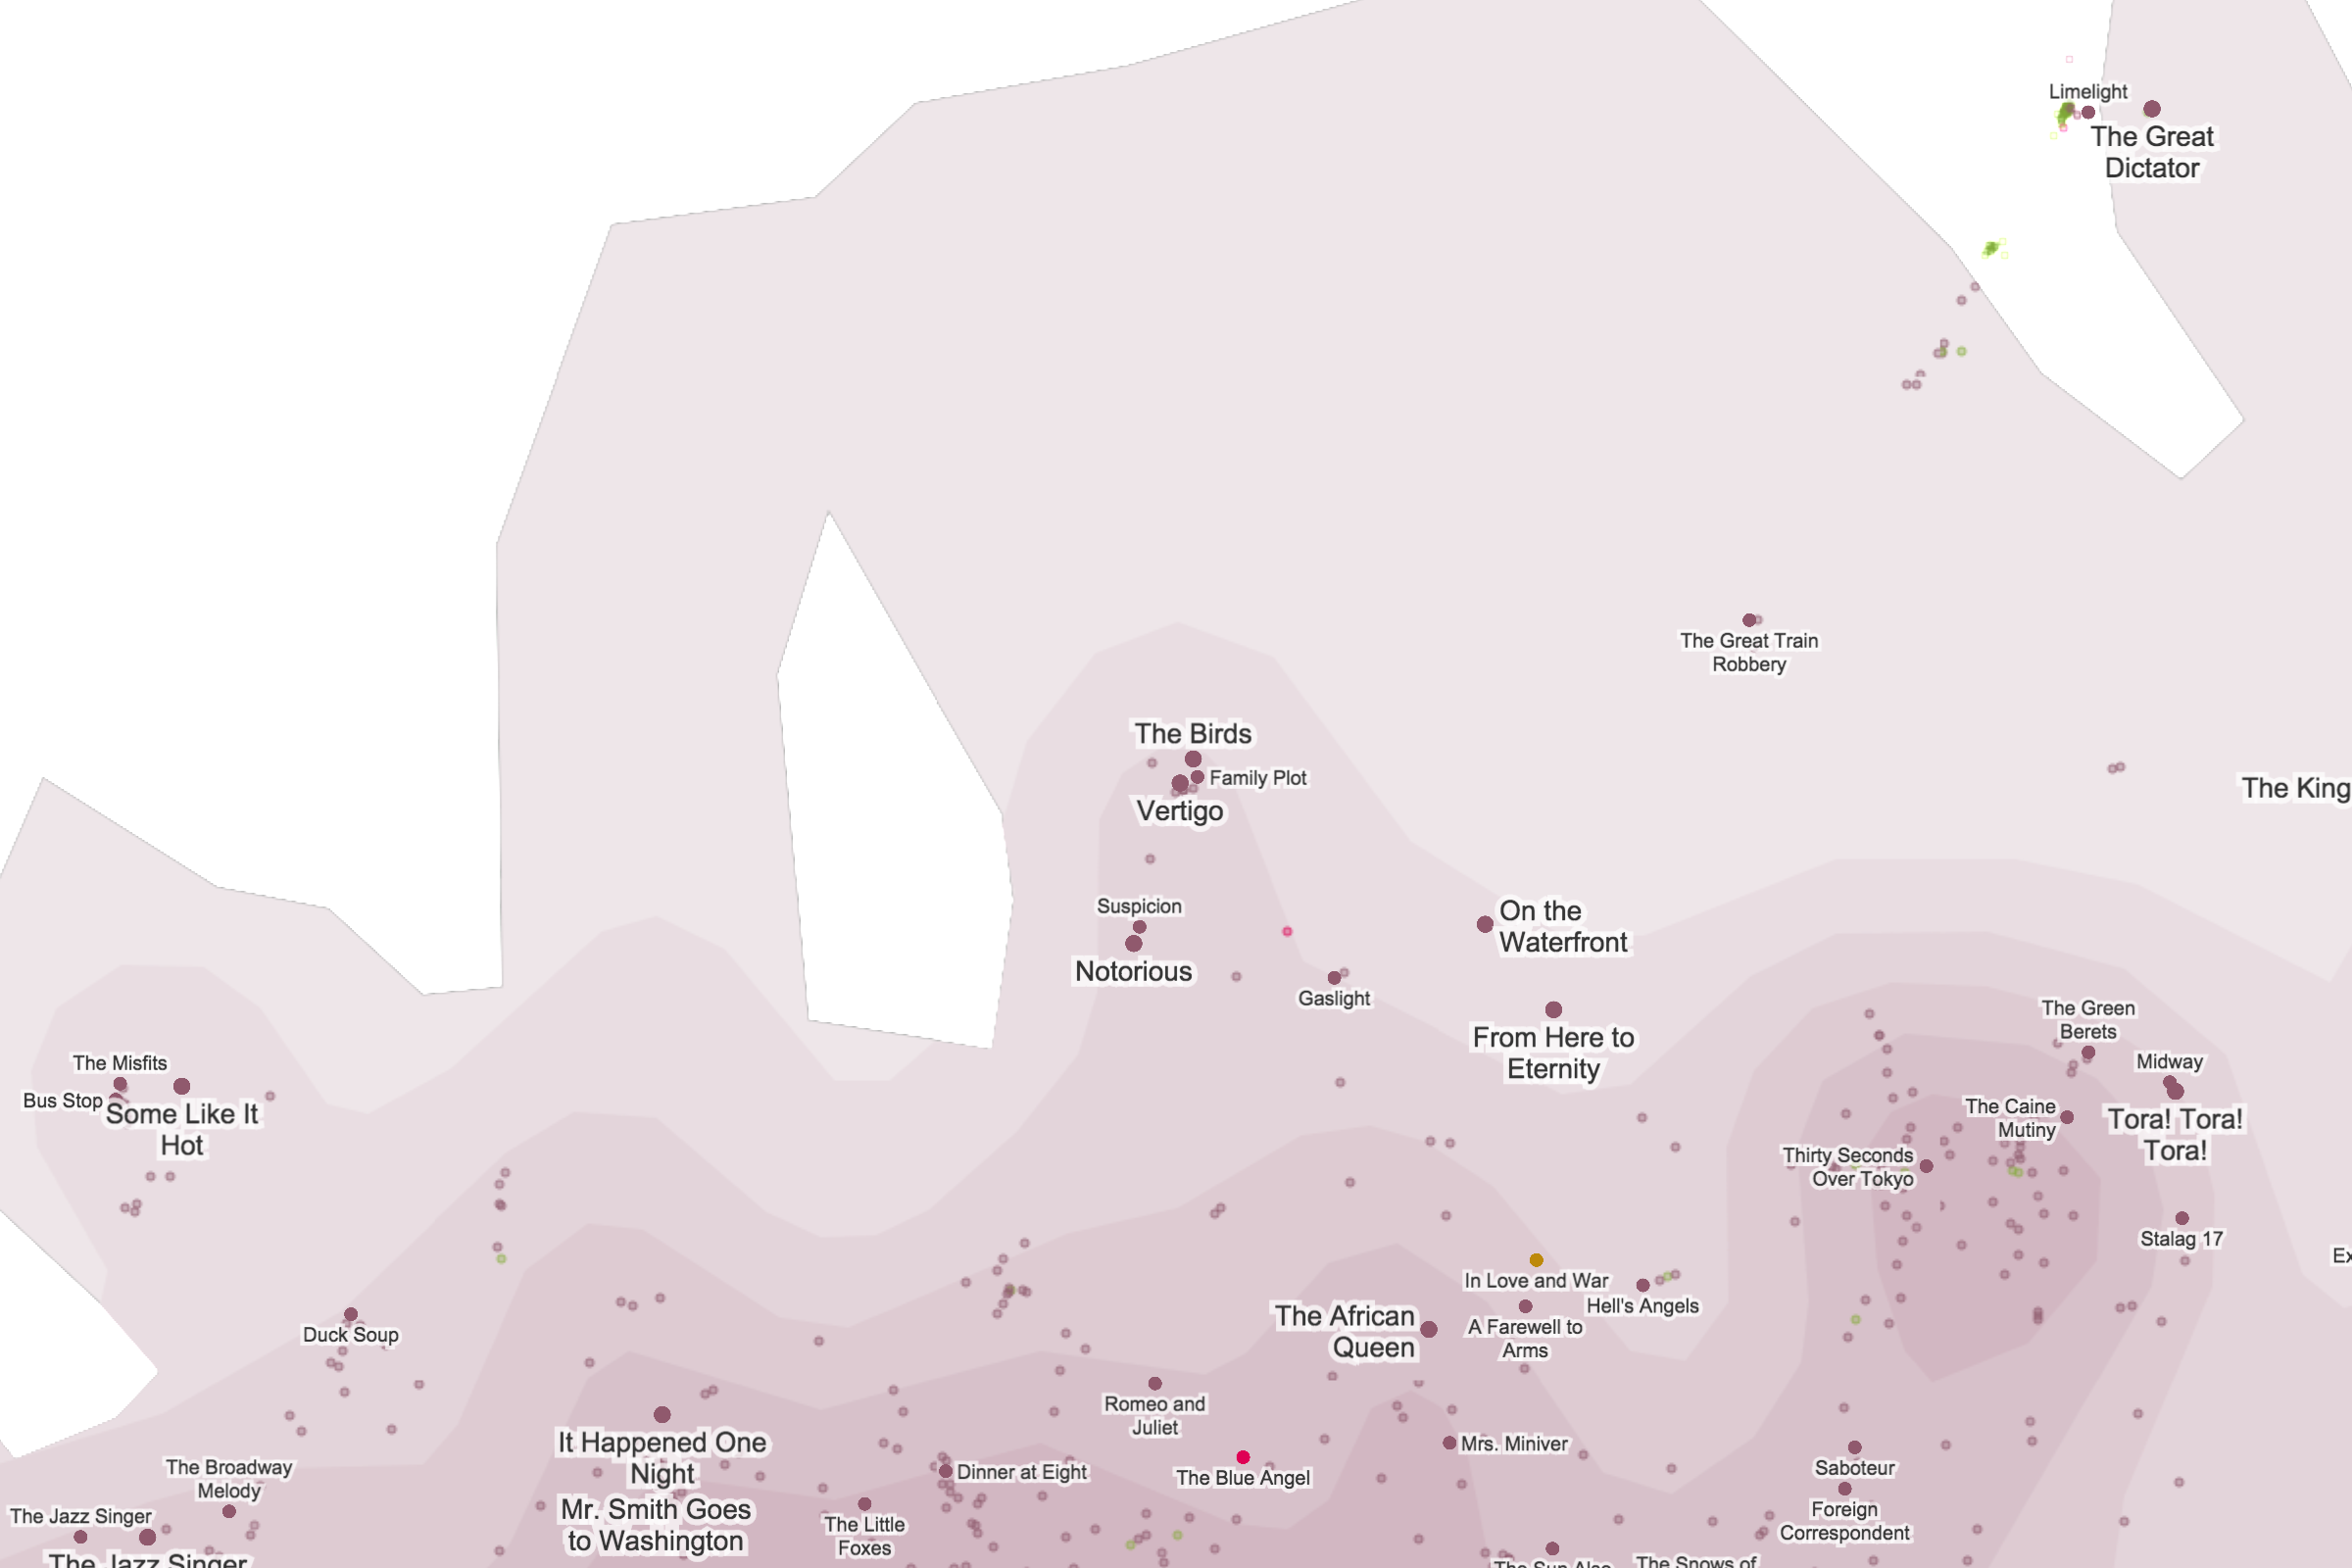 Limelight
The Great
Dictator
The Great Train
Robbery
The Birds
Family Plot
Vertigo
The King
Suspicion
Notorious
On the
Waterfront
Gaslight
From Here to
Eternity
The Green
Berets
Midway
Tora! Tora!
Tora!
The Caine
Mutiny
Thirty Seconds
Over Tokyo
Stalag 17
Ex
The Misfits
Bus Stop
Some Like It
Hot
In Love and War
Hell's Angels
A Farewell to
Arms
The African
Queen
Duck Soup
Romeo and
Juliet
It Happened One
Night
Mrs. Miniver
The Blue Angel
Dinner at Eight
Saboteur
Foreign
Correspondent
The Broadway
Melody
The Jazz Singer
The Jazz Singer
Mr. Smith Goes
to Washington
The Little
Foxes
The Sun Also
The Snows of